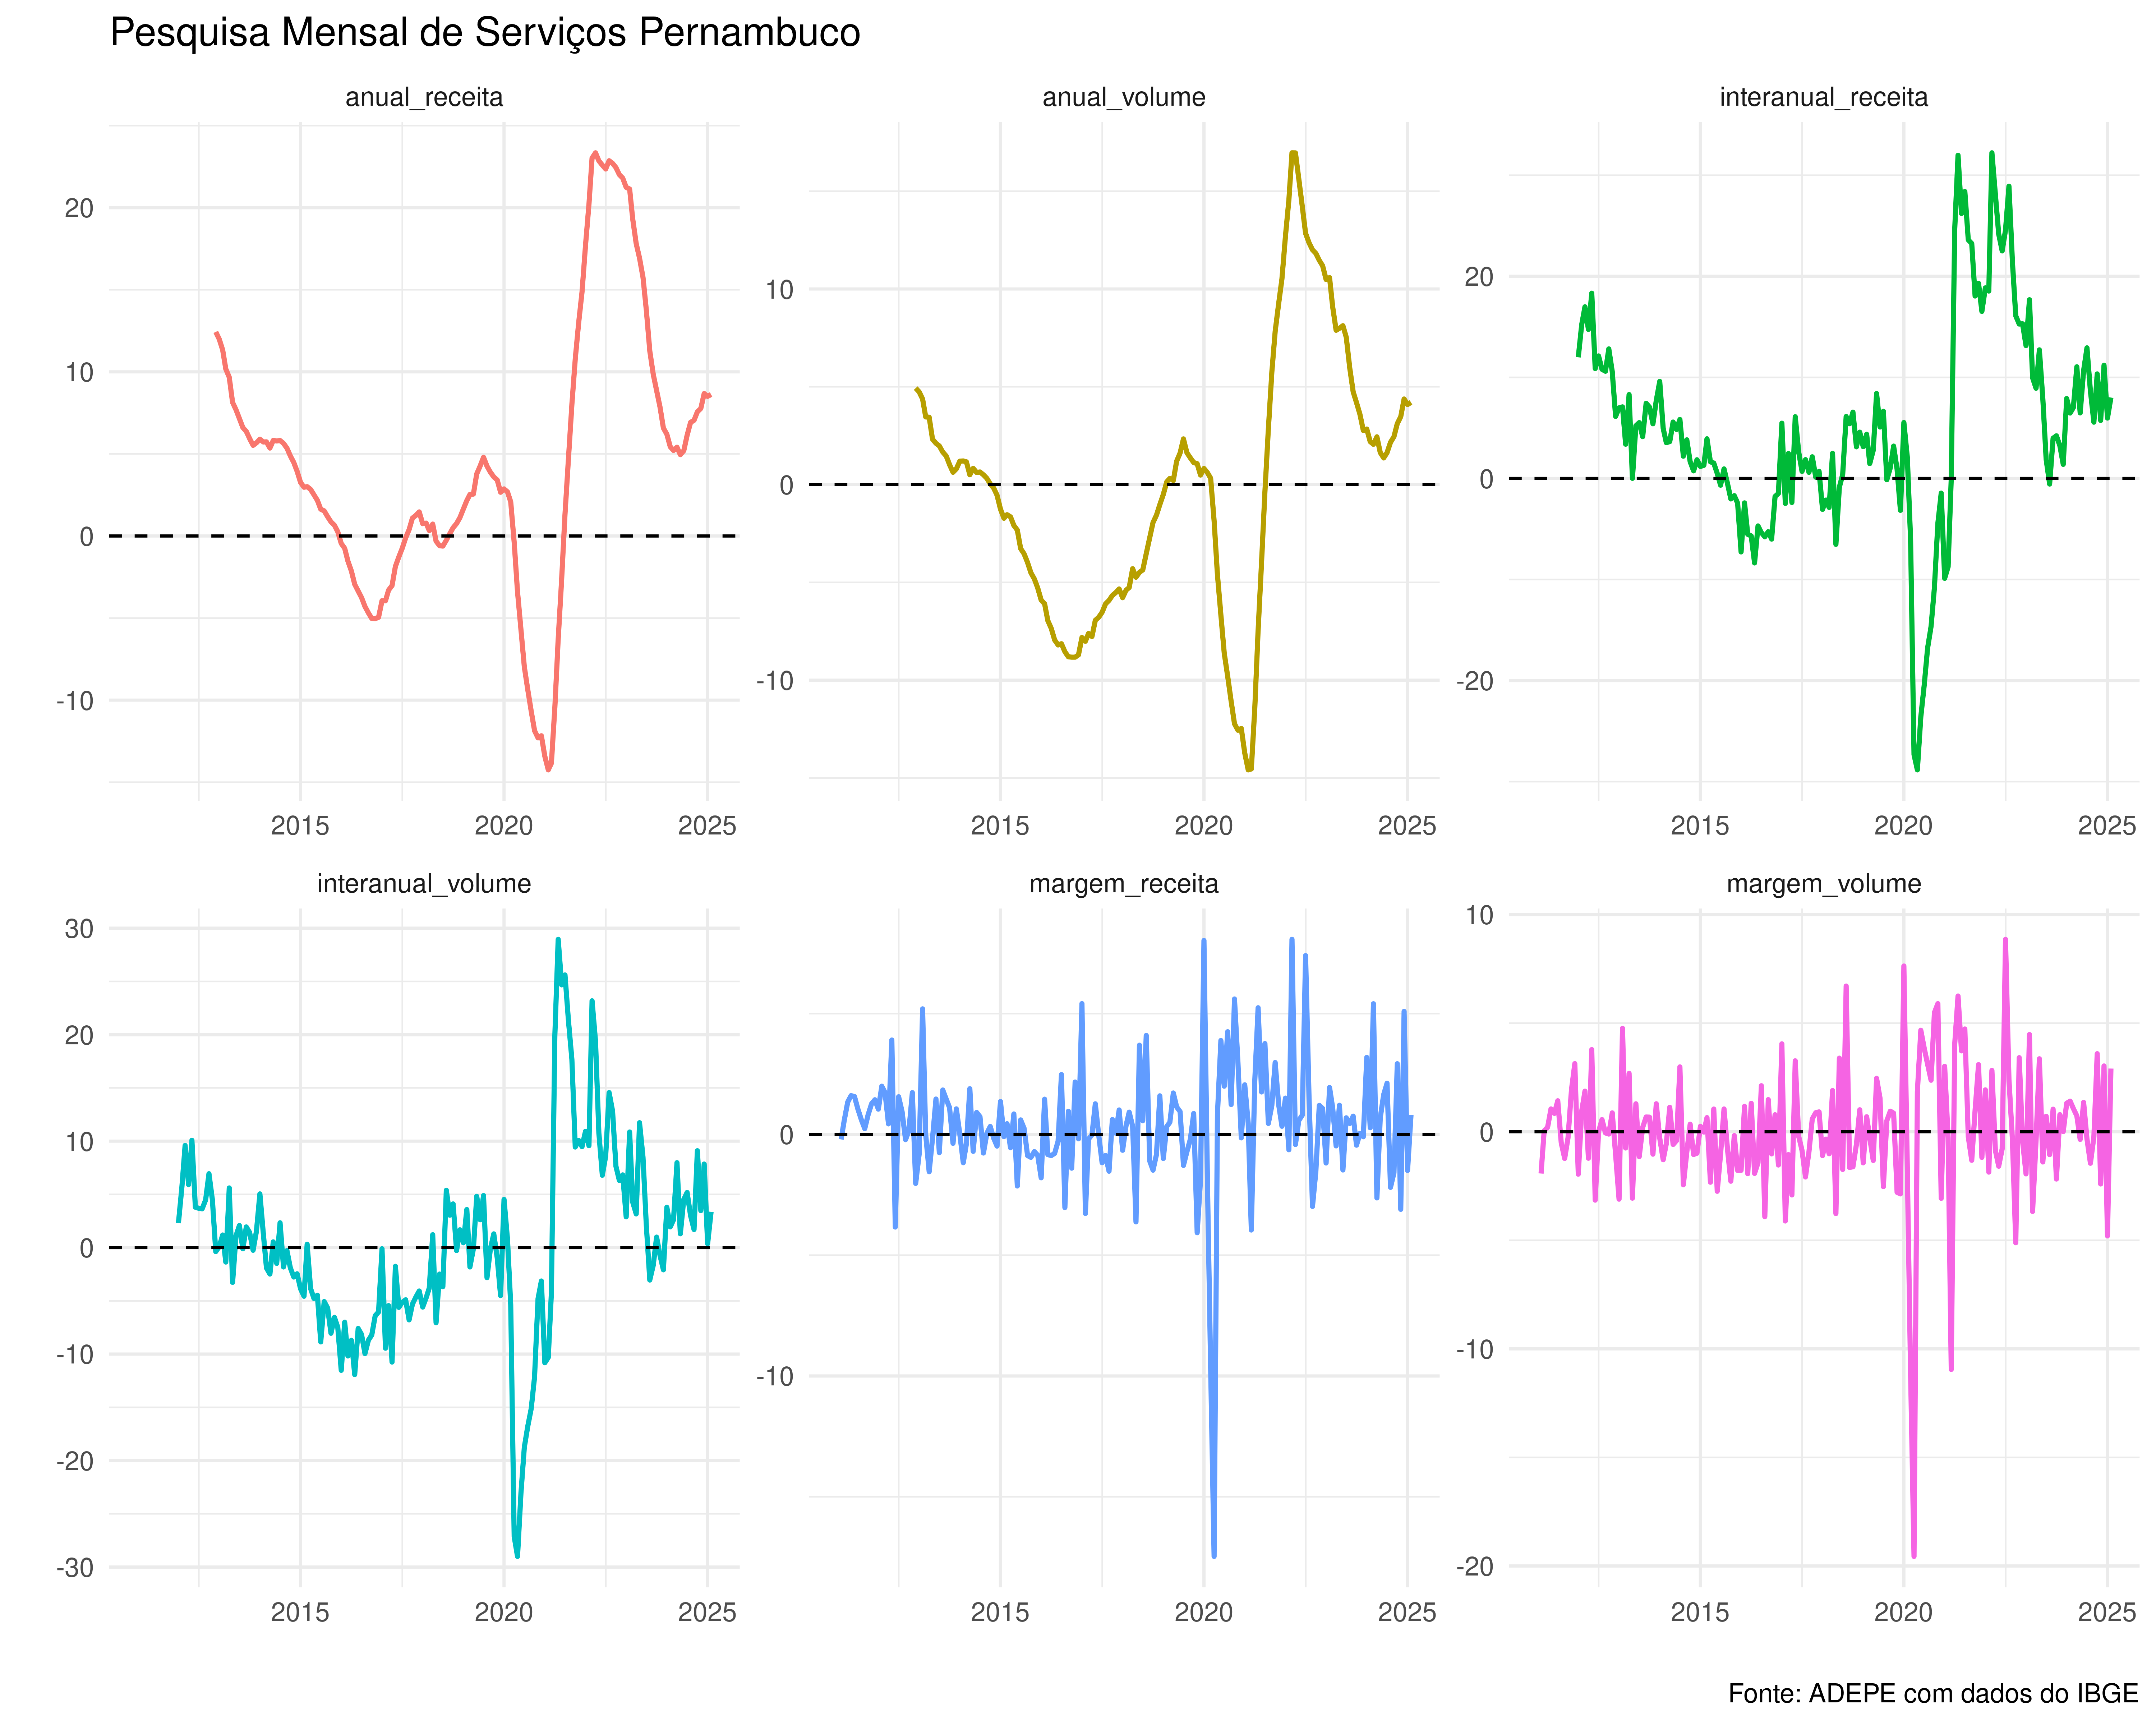 Pesquisa Mensal de Serviços Pernambuco
anual_receita
anual_volume
interanual_receita
20
10
0
-10
10
0
-10
20
0
-20
2015 2020 2025
2015 2020 2025
2015 2020 2025
interanual_volume
margem_receita
margem_volume
30
20
10
0
-10
-20
-30
0
-10
10
0
-10
-20
2015 2020 2025
2015 2020 2025
2015 2020 2025
Fonte: ADEPE com dados do IBGE